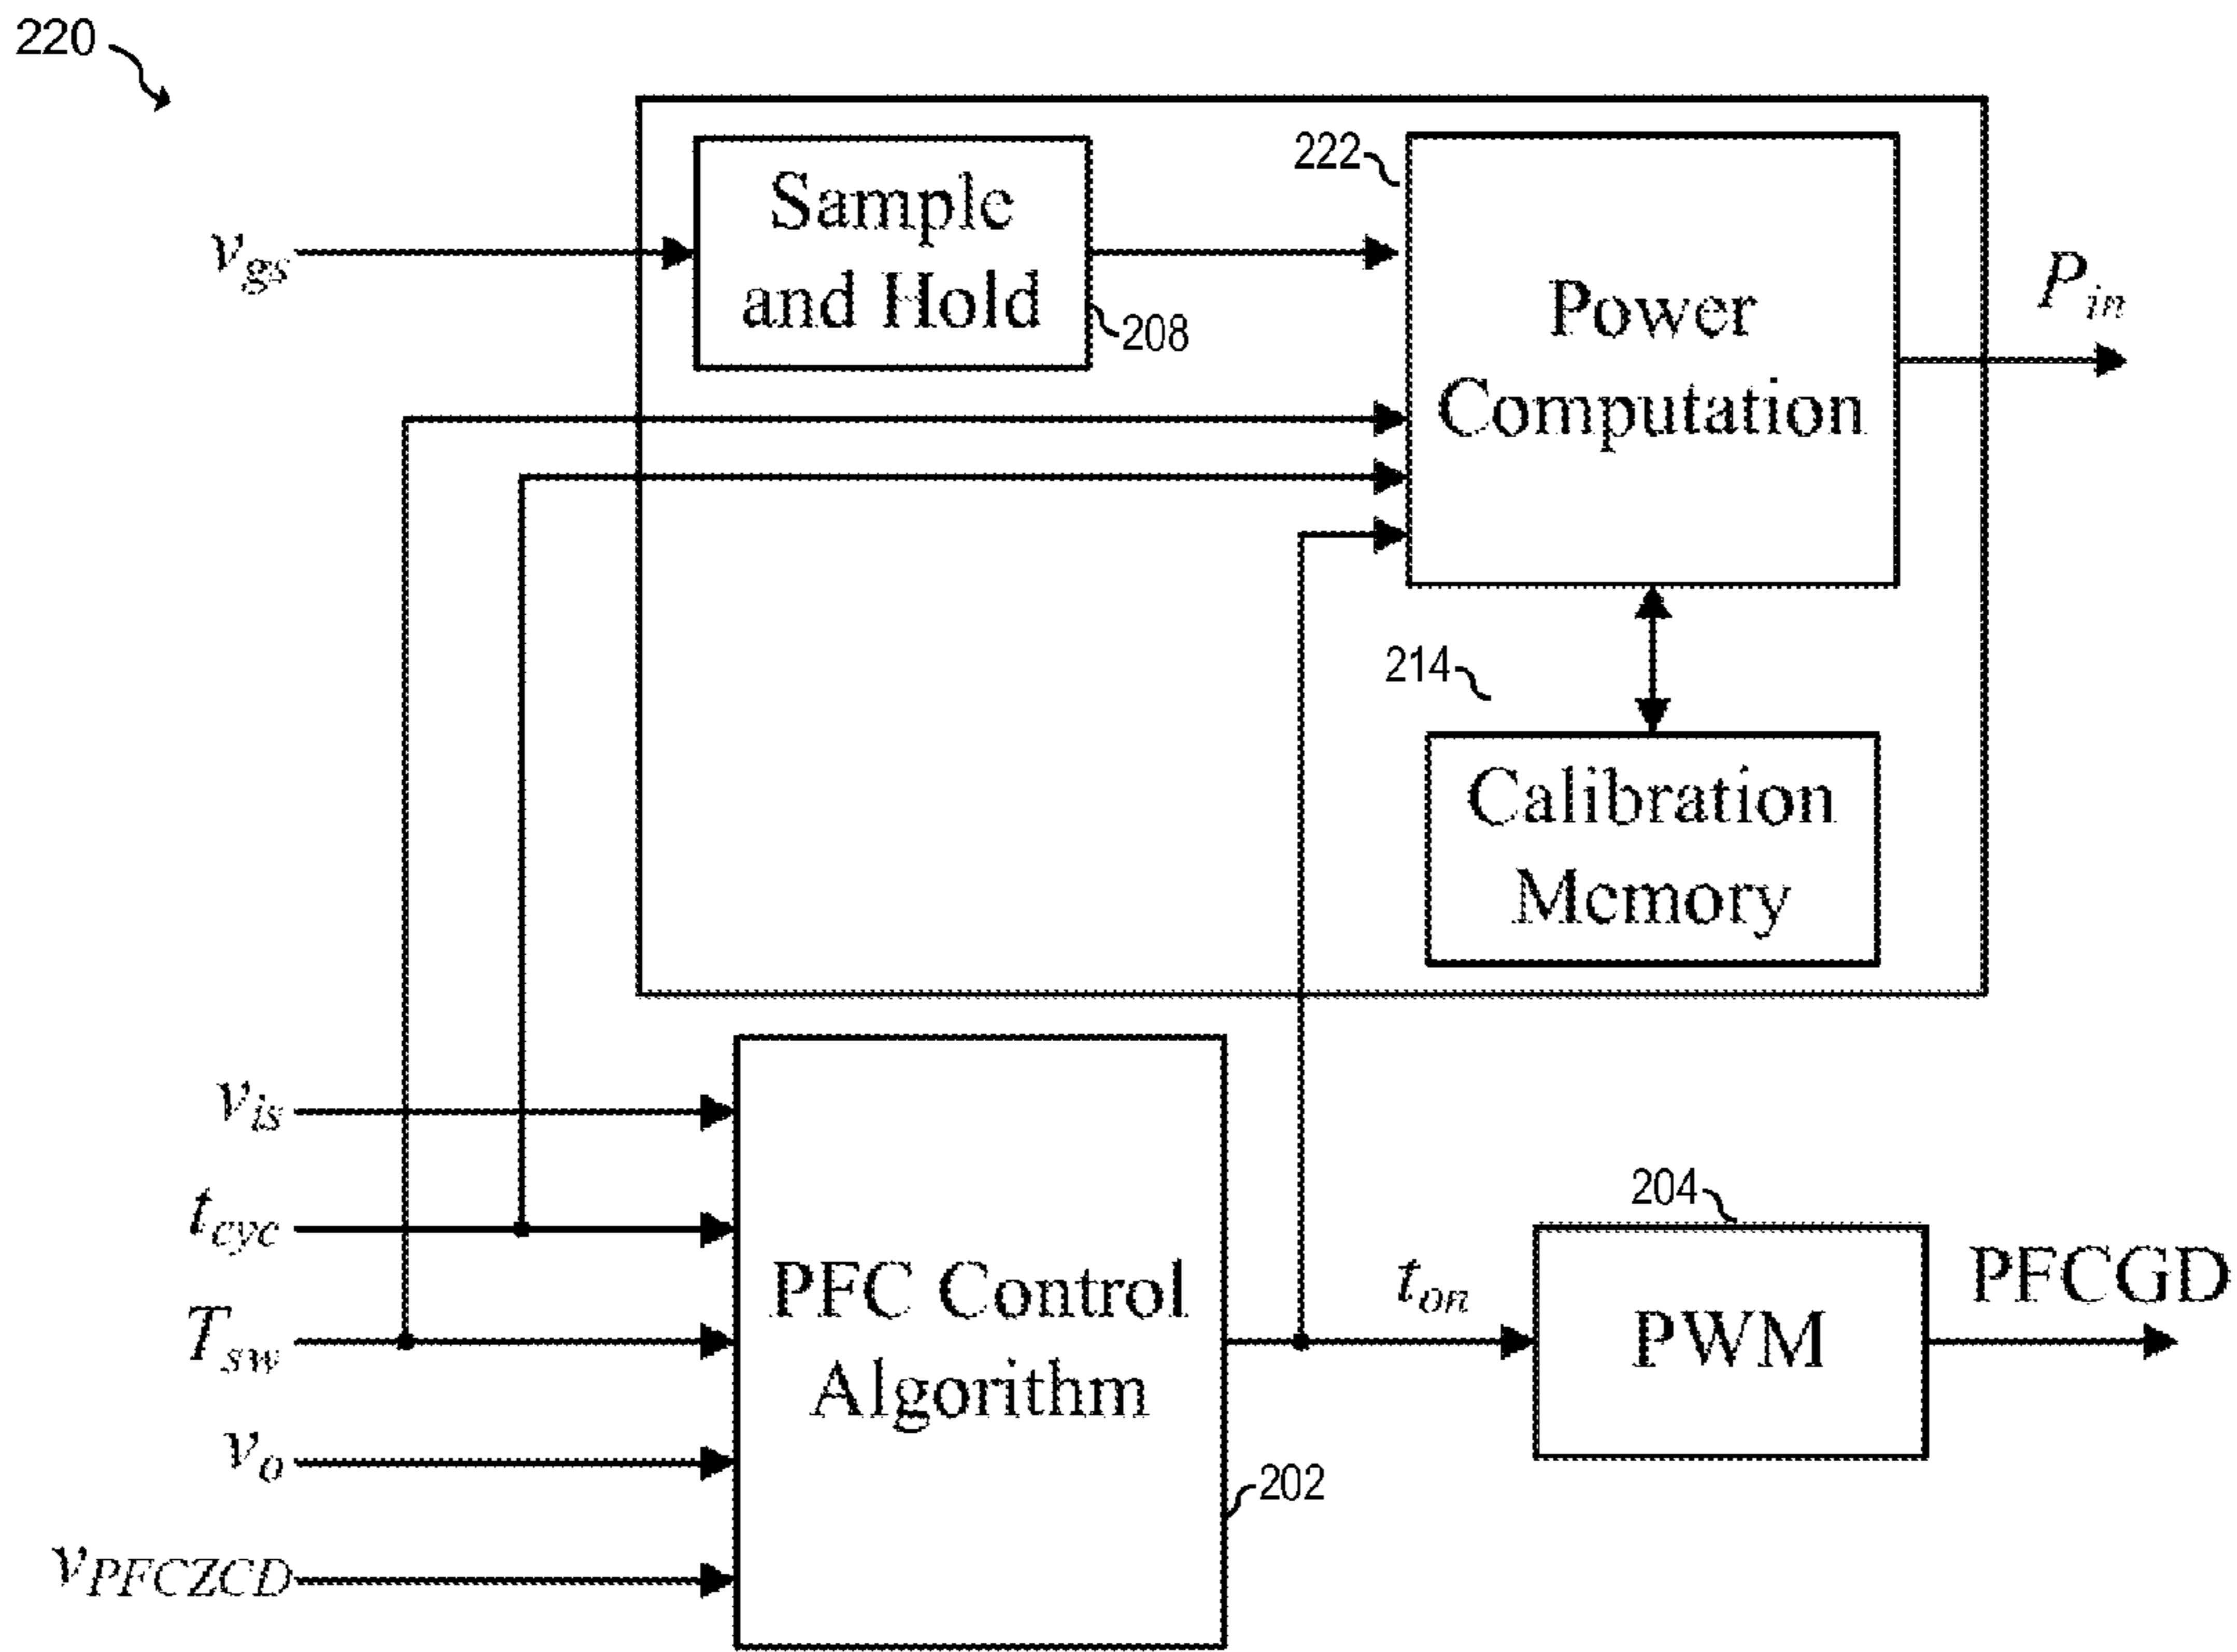 220
Sample
and Hold
208
222
Power
Computation
v_gs
P_in
214
Calibration
Memory
v_is
t_cyc
T_sw
v_o
v_PFCZCD
PFC Control
Algorithm
202
t_on
204
PWM
PFCGD